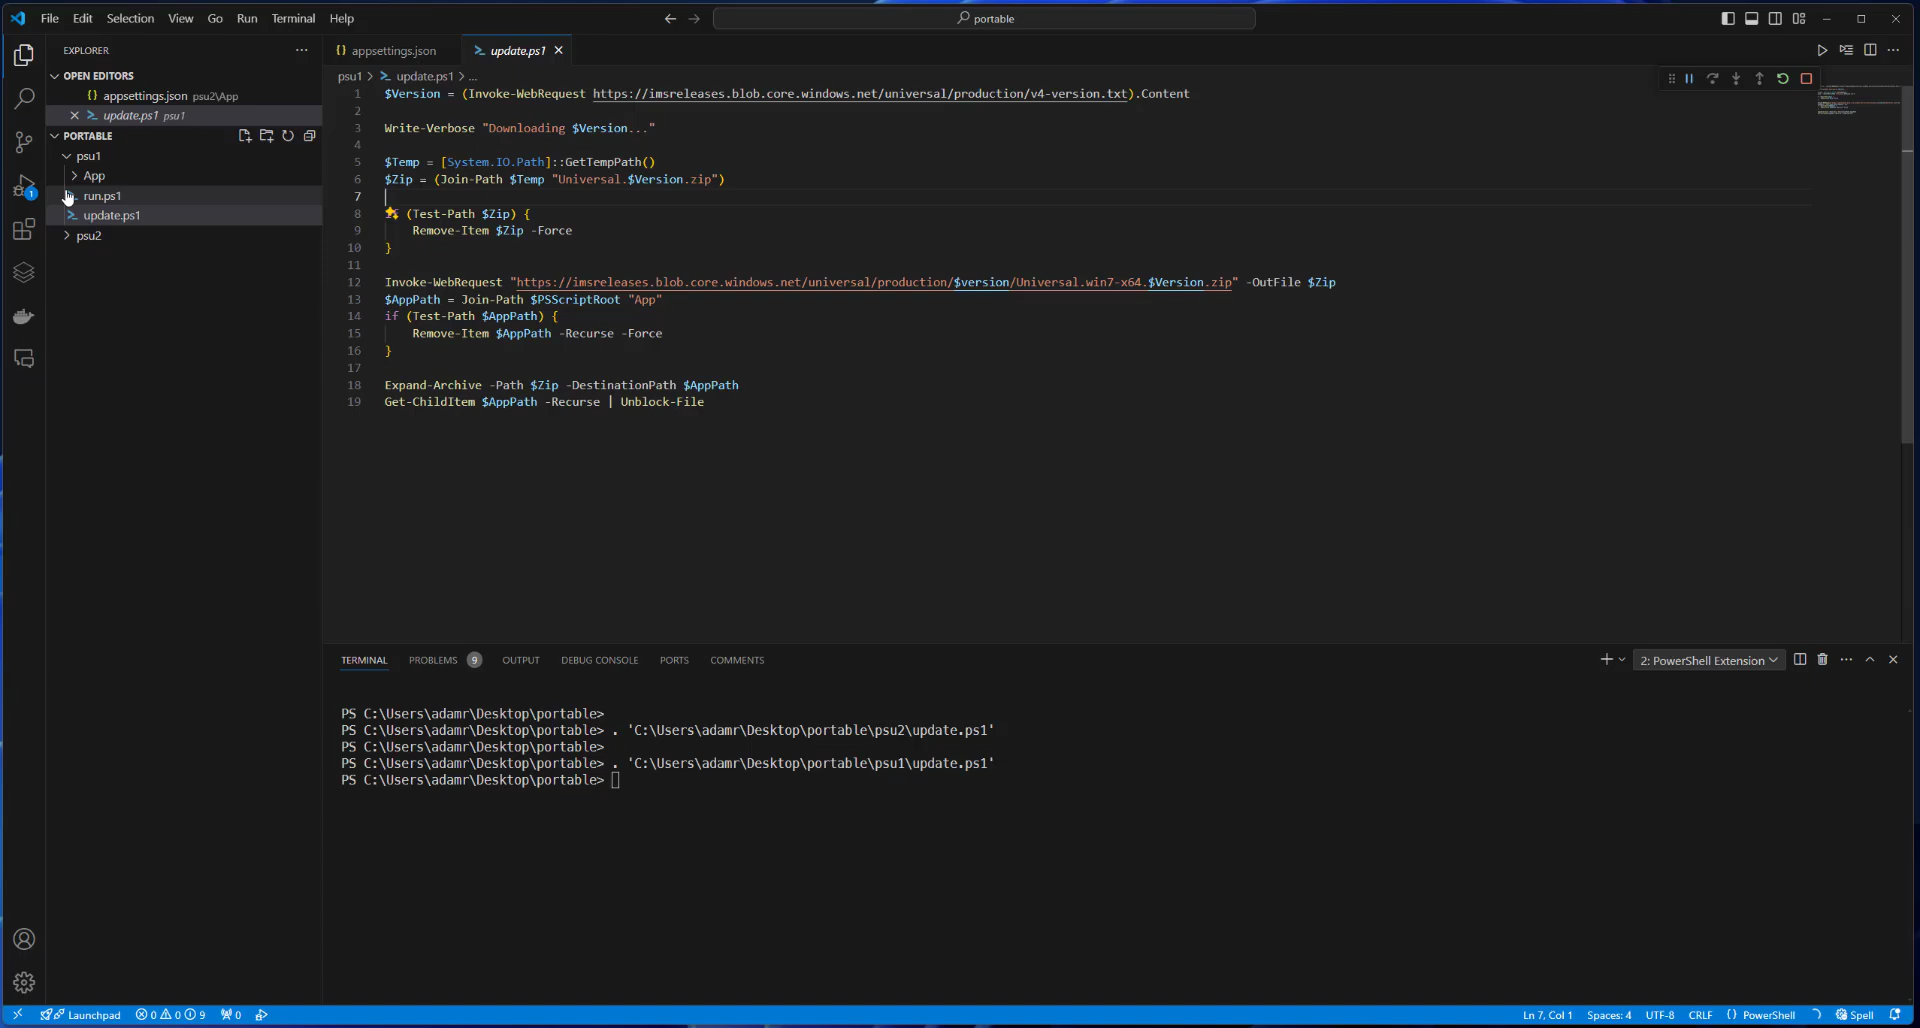 File Edit Selection View Go Run Terminal Help
portable
EXPLORER
OPEN EDITORS
appsettings.json psu2\App
update.ps1 psu1
PORTABLE
psu1
App
run.ps1
update.ps1
psu2
1
appsettings.json
update.ps1
psu1 > update.ps1 > ...
1 $Version = (Invoke-WebRequest https://imsreleases.blob.core.windows.net/universal/production/v4-version.txt).Content
2
3 Write-Verbose "Downloading $Version..."
4
5 $Temp = [System.IO.Path]::GetTempPath()
6 $Zip = (Join-Path $Temp "Universal.$Version.zip")
7
8 if (Test-Path $Zip) {
9 Remove-Item $Zip -Force
10 }
11
12 Invoke-WebRequest "https://imsreleases.blob.core.windows.net/universal/production/$version/Universal.win7-x64.$Version.zip" -OutFile $Zip
13 $AppPath = Join-Path $PSScriptRoot "App"
14 if (Test-Path $AppPath) {
15 Remove-Item $AppPath -Recurse -Force
16 }
17
18 Expand-Archive -Path $Zip -DestinationPath $AppPath
19 Get-ChildItem $AppPath -Recurse | Unblock-File
TERMINAL PROBLEMS 9 OUTPUT DEBUG CONSOLE PORTS COMMENTS
2: PowerShell Extension
PS C:\Users\adamr\Desktop\portable>
PS C:\Users\adamr\Desktop\portable> . 'C:\Users\adamr\Desktop\portable\psu2\update.ps1'
PS C:\Users\adamr\Desktop\portable>
PS C:\Users\adamr\Desktop\portable> . 'C:\Users\adamr\Desktop\portable\psu1\update.ps1'
PS C:\Users\adamr\Desktop\portable>
Launchpad 0 0 9 0
Ln 7, Col 1 Spaces: 4 UTF-8 CRLF { } PowerShell Spell